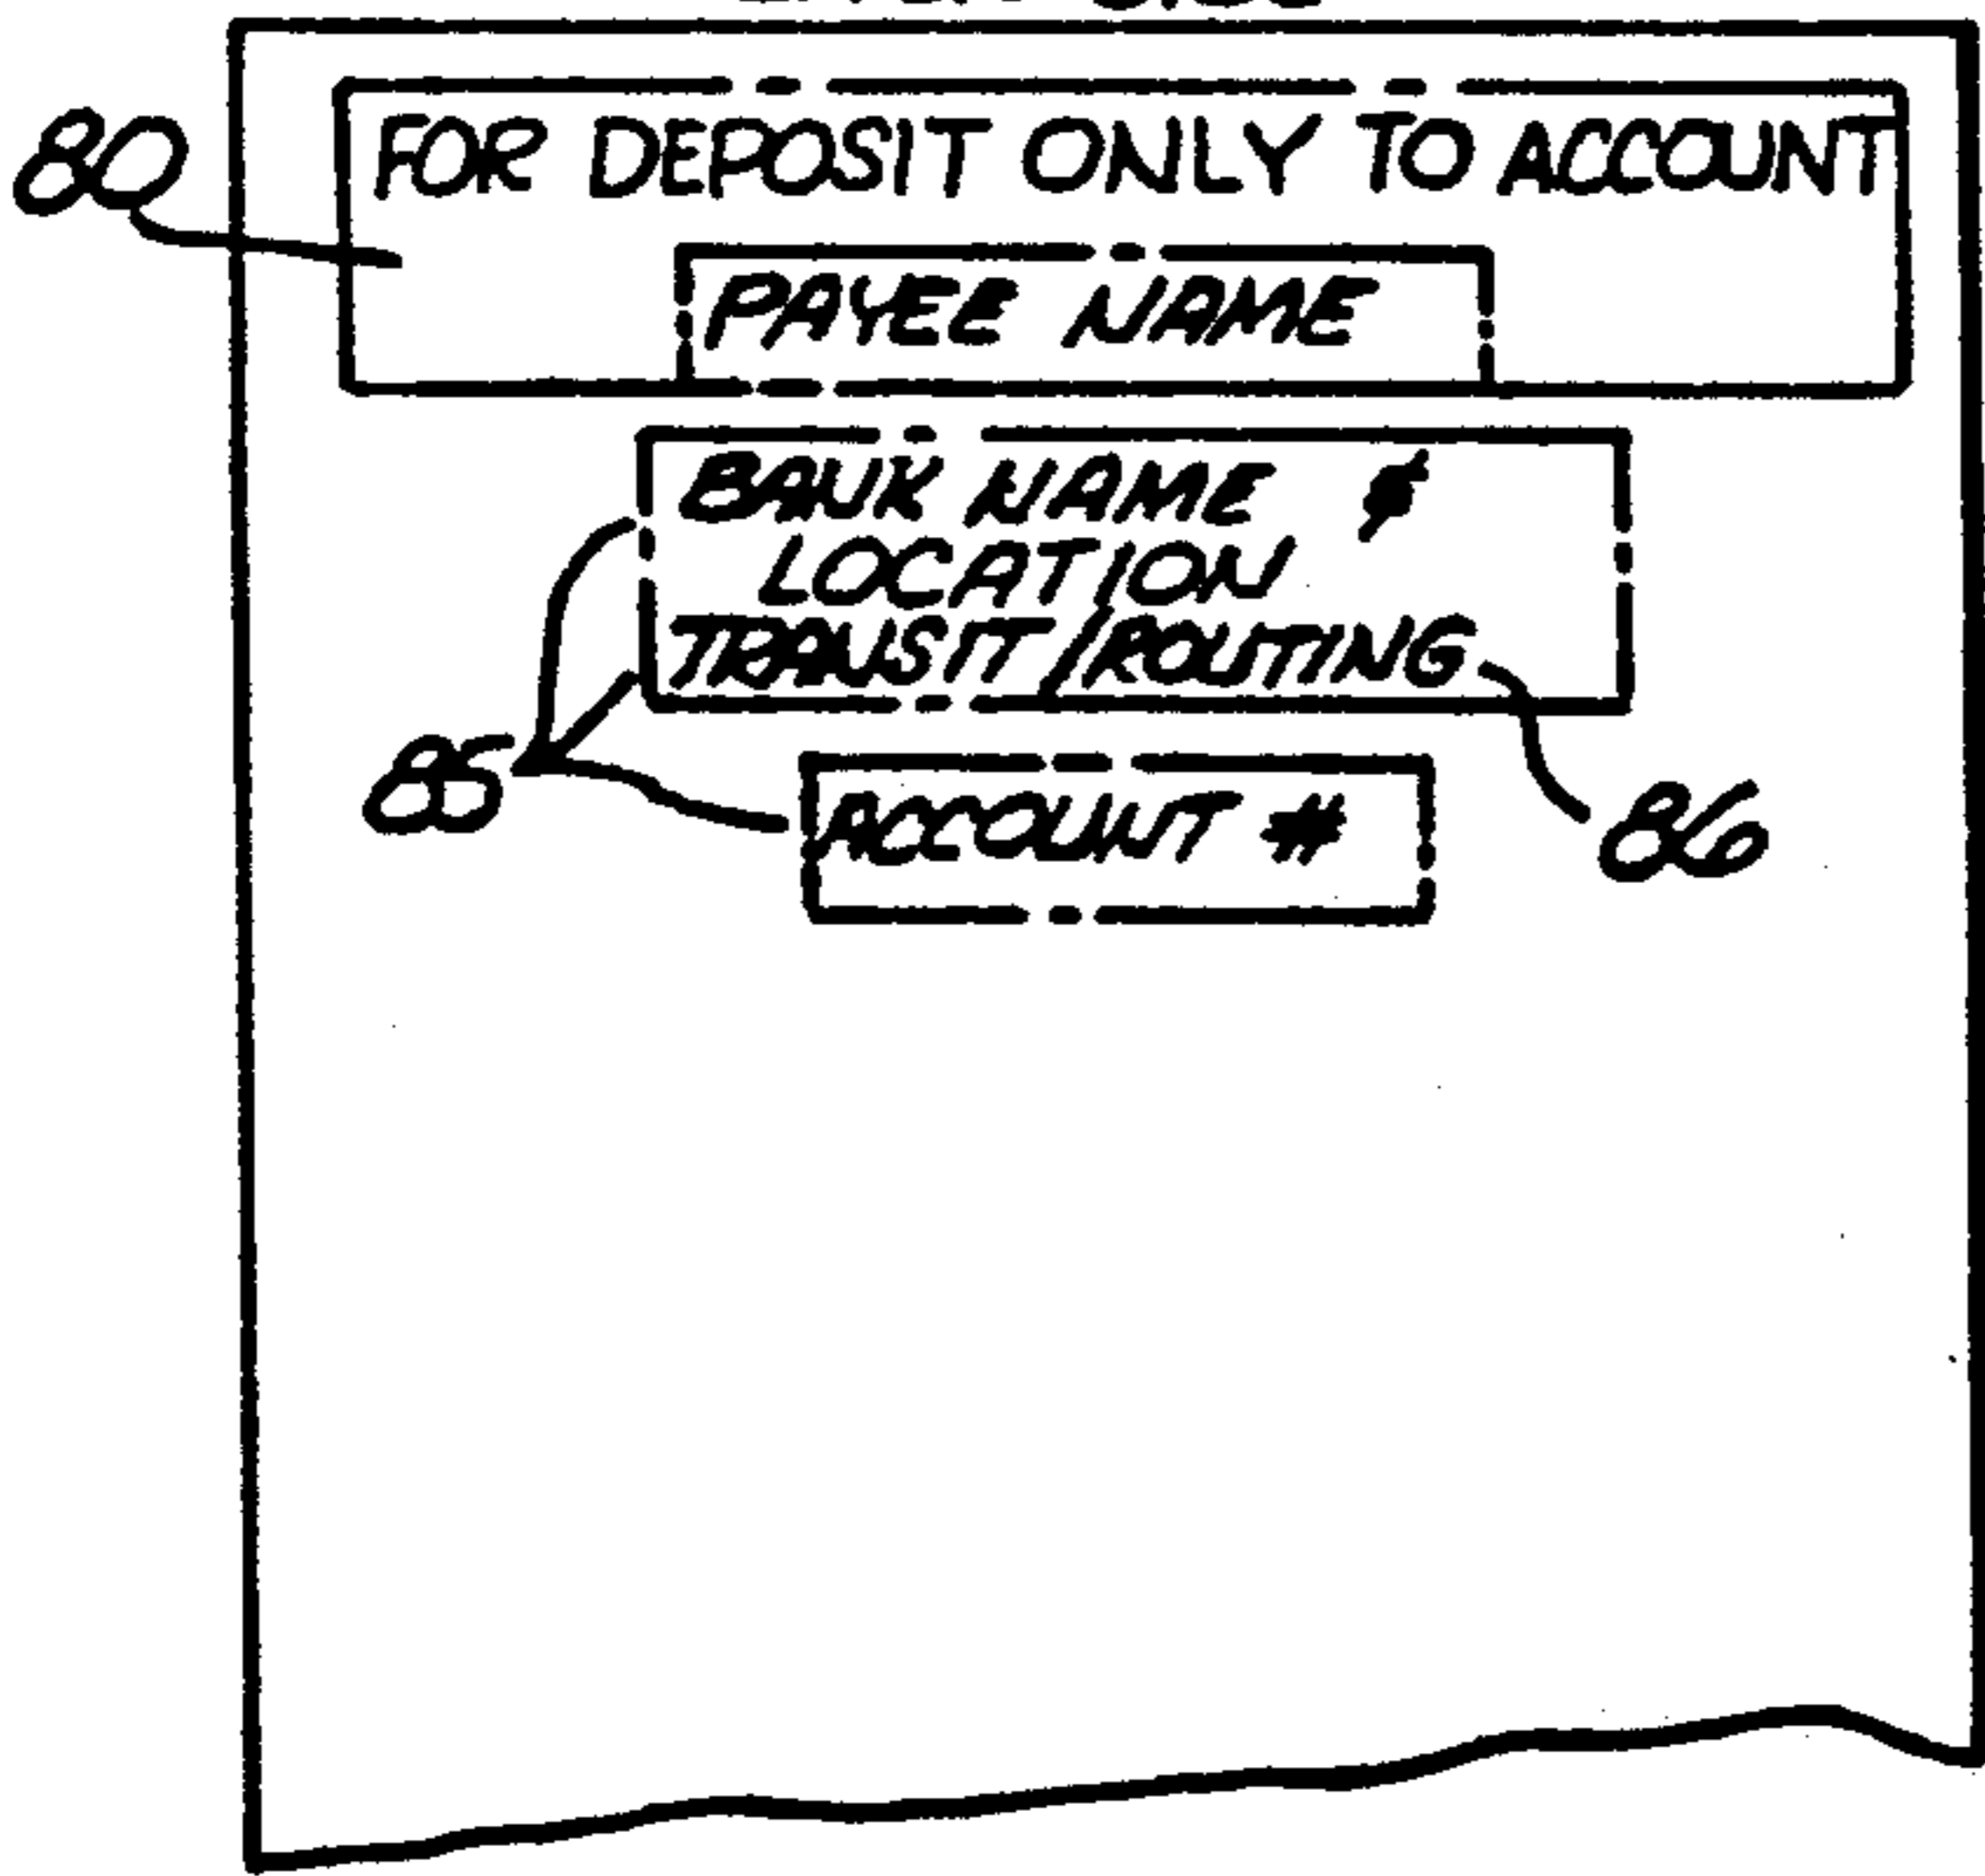 80 FOR DEPOSIT ONLY TO ACCOUNT
PAYEE NAME
BANK NAME &
LOCATION
TRANSIT/ROUTING
85 ACCOUNT # 86